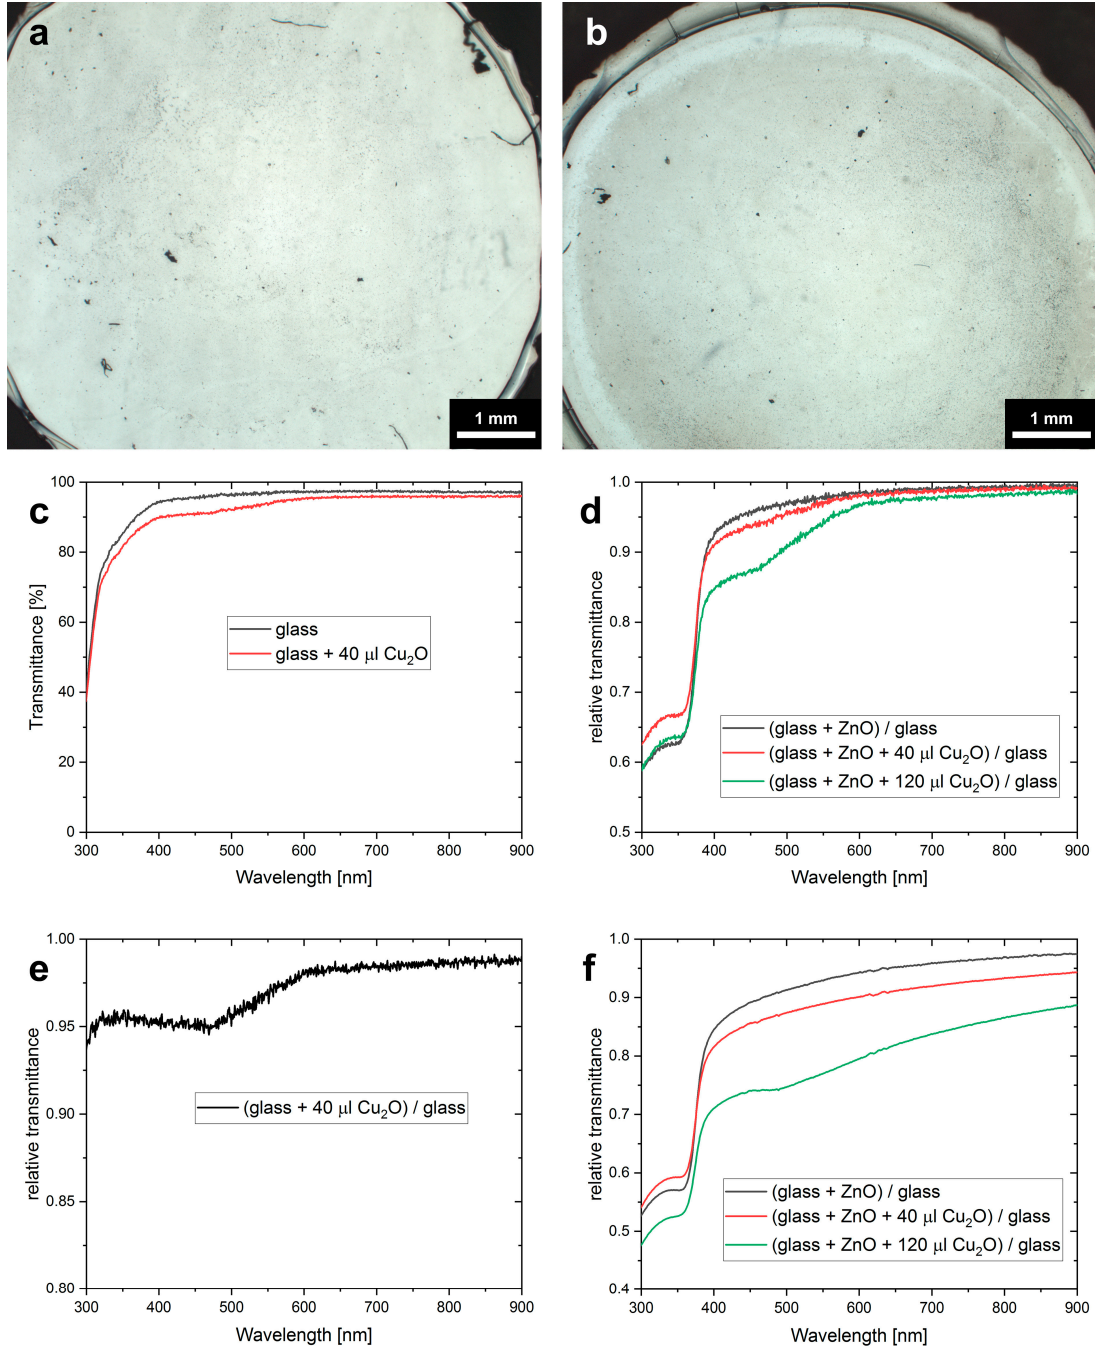 a
1 mm
b
1 mm
c
100
80
60
40
20
0
Transmittance [%]
glass
glass + 40 μl Cu₂O
300 400 500 600 700 800 900
Wavelength [nm]
d
1.0
0.9
0.8
0.7
0.6
0.5
relative transmittance
(glass + ZnO) / glass
(glass + ZnO + 40 μl Cu₂O) / glass
(glass + ZnO + 120 μl Cu₂O) / glass
300 400 500 600 700 800 900
Wavelength [nm]
e
1.00
0.95
0.90
0.85
0.80
relative transmittance
(glass + 40 μl Cu₂O) / glass
300 400 500 600 700 800 900
Wavelength [nm]
f
1.0
0.9
0.8
0.7
0.6
0.5
0.4
relative transmittance
(glass + ZnO) / glass
(glass + ZnO + 40 μl Cu₂O) / glass
(glass + ZnO + 120 μl Cu₂O) / glass
300 400 500 600 700 800 900
Wavelength [nm]